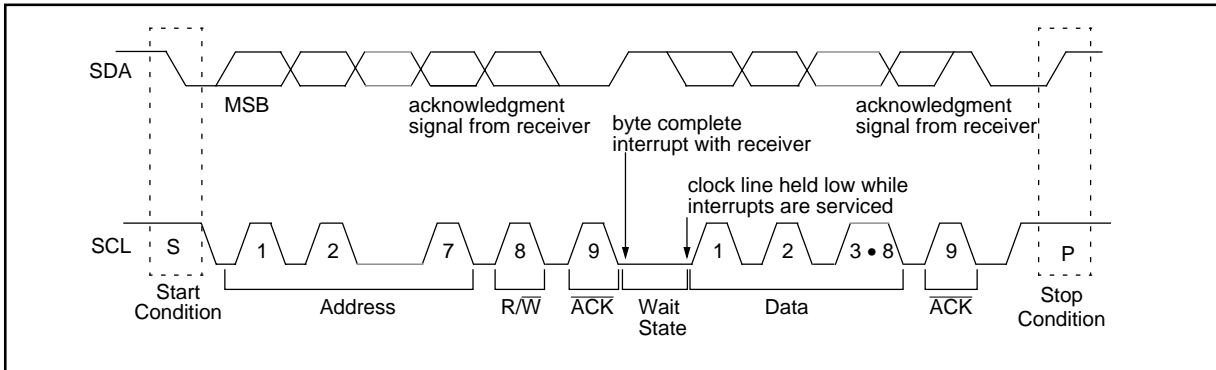 SDA
MSB
acknowledgment
signal from receiver
byte complete
interrupt with receiver
acknowledgment
signal from receiver
clock line held low while
interrupts are serviced
SCL
S
1
2
7
8
9
1
2
3 • 8
9
P
Start
Condition
Address
R/W̅
A̅C̅K̅
Wait
State
Data
A̅C̅K̅
Stop
Condition